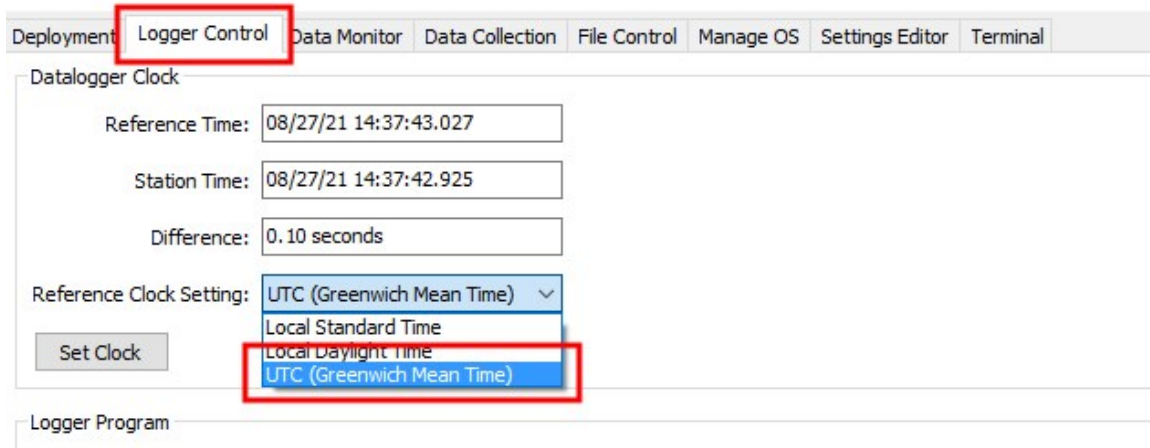 Deployment Logger Control Data Monitor Data Collection File Control Manage OS Settings Editor Terminal
Datalogger Clock
Reference Time: 08/27/21 14:37:43.027
Station Time: 08/27/21 14:37:42.925
Difference: 0.10 seconds
Reference Clock Setting: UTC (Greenwich Mean Time)
Local Standard Time
Set Clock Local Daylight Time
UTC (Greenwich Mean Time)
Logger Program